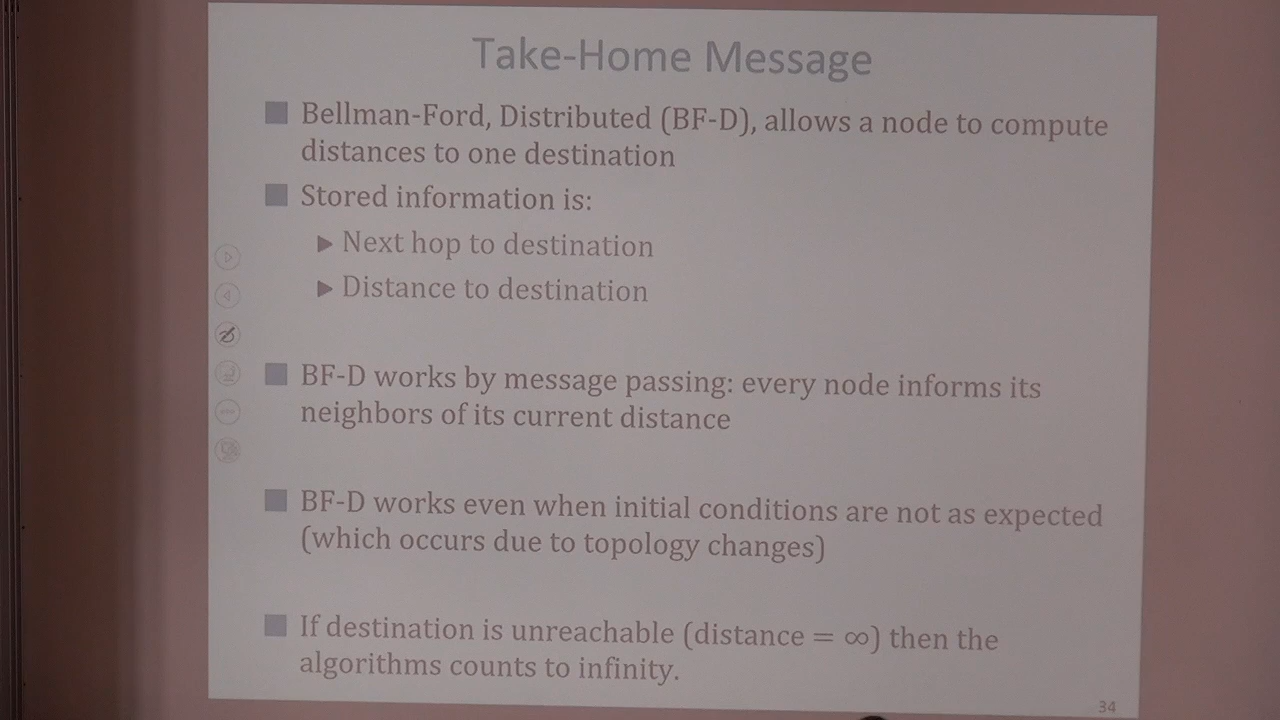 Take-Home Message
Bellman-Ford, Distributed (BF-D), allows a node to compute
distances to one destination
Stored information is:
Next hop to destination
Distance to destination
BF-D works by message passing: every node informs its
neighbors of its current distance
BF-D works even when initial conditions are not as expected
(which occurs due to topology changes)
If destination is unreachable (distance = ∞) then the
algorithms counts to infinity.
34